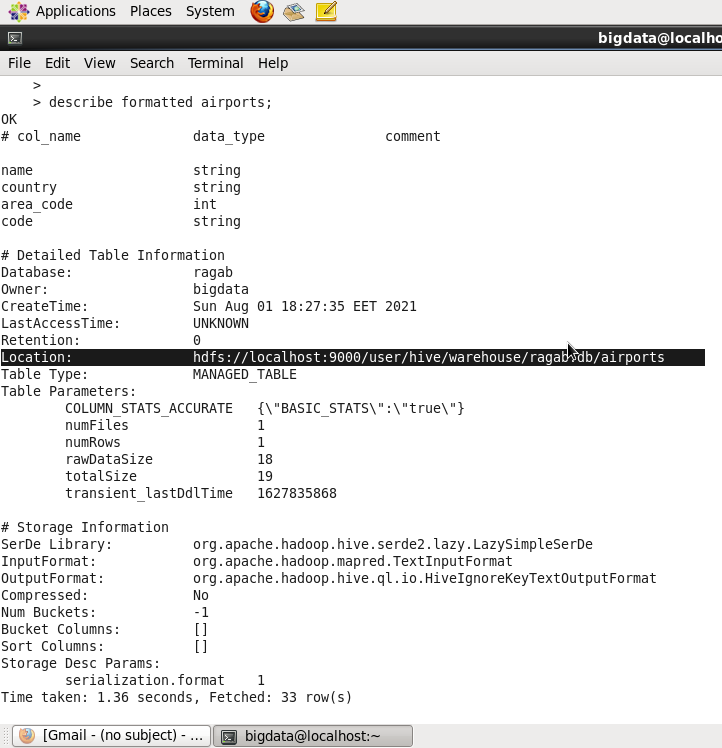 Applications Places System
bigdata@localho
File Edit View Search Terminal Help
    >
    > describe formatted airports;
OK
# col_name              data_type               comment
name                    string
country                 string
area_code               int
code                    string
# Detailed Table Information
Database:               ragab
Owner:                  bigdata
CreateTime:             Sun Aug 01 18:27:35 EET 2021
LastAccessTime:         UNKNOWN
Retention:              0
Location:               hdfs://localhost:9000/user/hive/warehouse/ragab.db/airports
Table Type:             MANAGED_TABLE
Table Parameters:
        COLUMN_STATS_ACCURATE   {\"BASIC_STATS\":\"true\"}
        numFiles                1
        numRows                 1
        rawDataSize             18
        totalSize               19
        transient_lastDdlTime   1627835868
# Storage Information
SerDe Library:          org.apache.hadoop.hive.serde2.lazy.LazySimpleSerDe
InputFormat:            org.apache.hadoop.mapred.TextInputFormat
OutputFormat:           org.apache.hadoop.hive.ql.io.HiveIgnoreKeyTextOutputFormat
Compressed:             No
Num Buckets:            -1
Bucket Columns:         []
Sort Columns:           []
Storage Desc Params:
        serialization.format    1
Time taken: 1.36 seconds, Fetched: 33 row(s)
[Gmail - (no subject) - ... bigdata@localhost:~